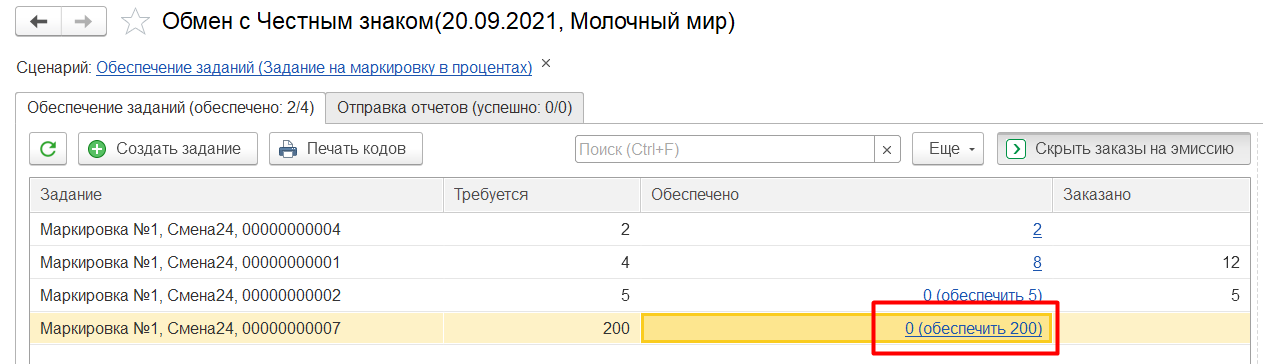 Обмен с Честным знаком(20.09.2021, Молочный мир)
Сценарий: Обеспечение заданий (Задание на маркировку в процентах) ×
Обеспечение заданий (обеспечено: 2/4) Отправка отчетов (успешно: 0/0)
Создать задание Печать кодов Поиск (Ctrl+F) × Еще Скрыть заказы на эмиссию
Задание Требуется Обеспечено Заказано
Маркировка №1, Смена24, 00000000004 2 2
Маркировка №1, Смена24, 00000000001 4 8 12
Маркировка №1, Смена24, 00000000002 5 0 (обеспечить 5) 5
Маркировка №1, Смена24, 00000000007 200 0 (обеспечить 200)